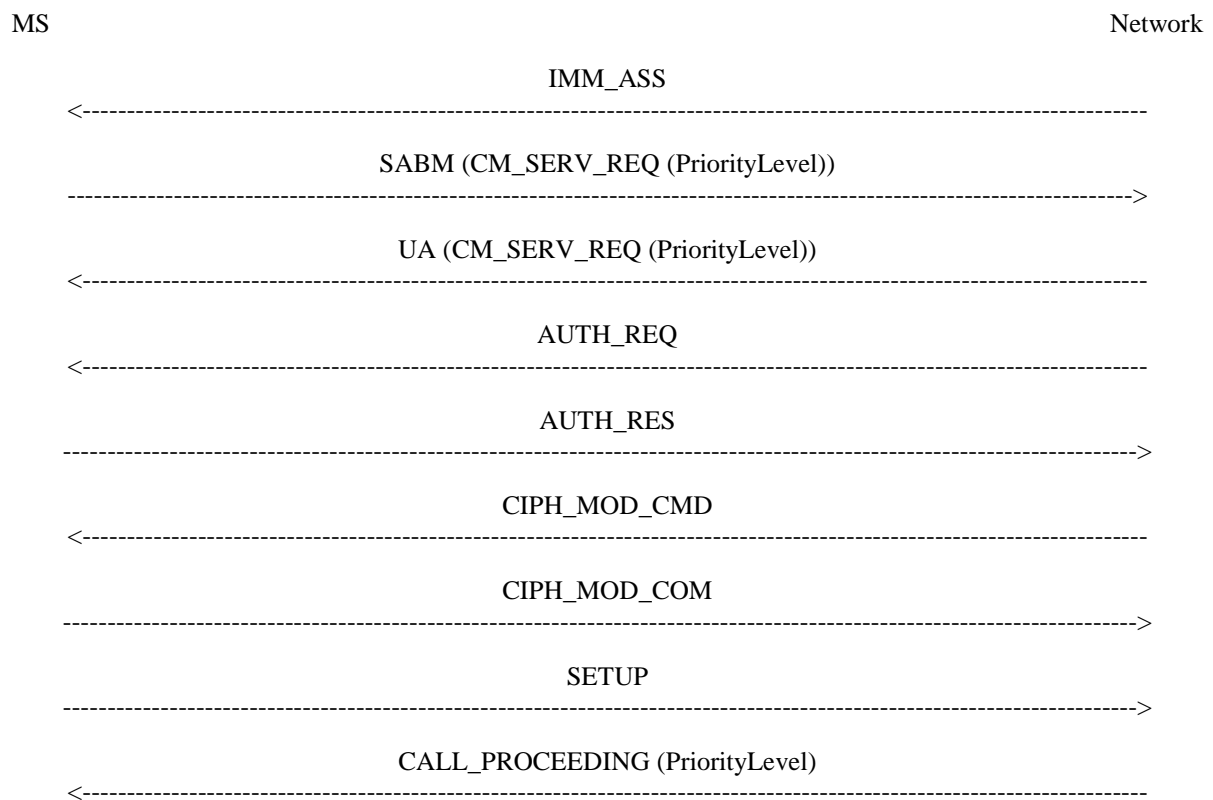 MS Network
IMM_ASS
<-----------------------------------------------------------------------------------------------------------------------
SABM (CM_SERV_REQ (PriorityLevel))
----------------------------------------------------------------------------------------------------------------------->
UA (CM_SERV_REQ (PriorityLevel))
<-----------------------------------------------------------------------------------------------------------------------
AUTH_REQ
<-----------------------------------------------------------------------------------------------------------------------
AUTH_RES
----------------------------------------------------------------------------------------------------------------------->
CIPH_MOD_CMD
<-----------------------------------------------------------------------------------------------------------------------
CIPH_MOD_COM
----------------------------------------------------------------------------------------------------------------------->
SETUP
----------------------------------------------------------------------------------------------------------------------->
CALL_PROCEEDING (PriorityLevel)
<-----------------------------------------------------------------------------------------------------------------------